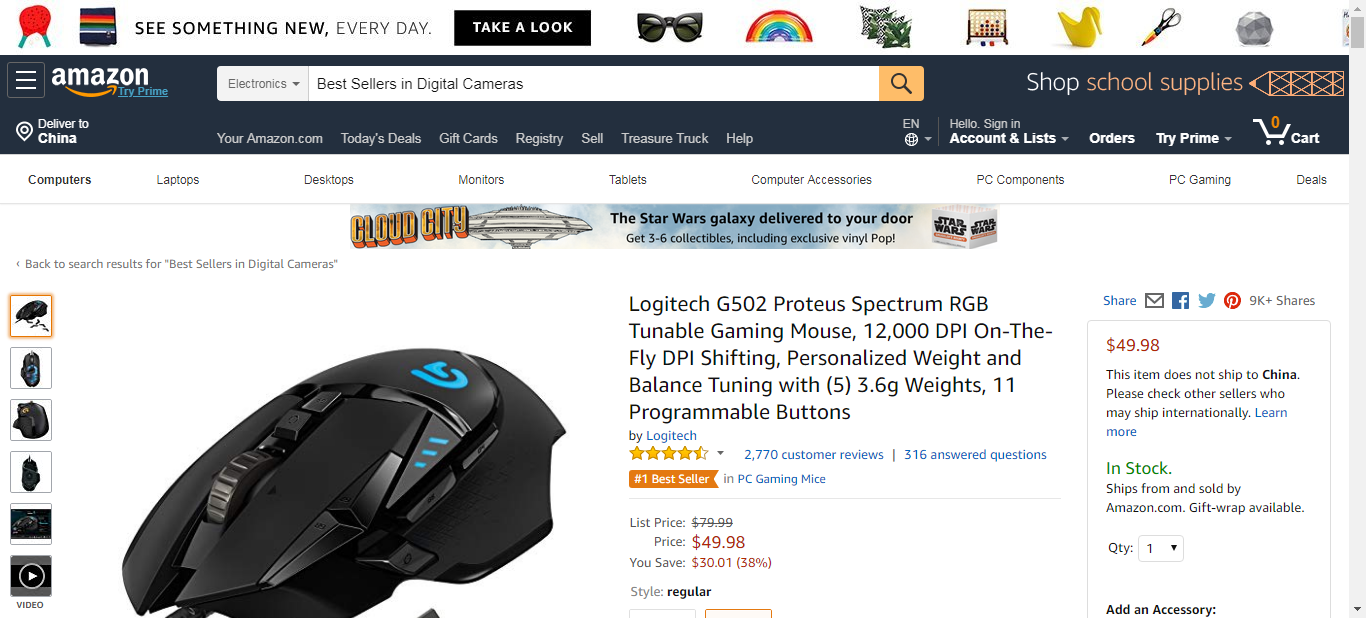 SEE SOMETHING NEW, EVERY DAY.
TAKE A LOOK
amazon
Try Prime
Electronics
Best Sellers in Digital Cameras
Shop school supplies
Deliver to
China
Your Amazon.com
Today's Deals
Gift Cards
Registry
Sell
Treasure Truck
Help
EN
Hello. Sign in
Account & Lists
Orders
Try Prime
0
Cart
Computers
Laptops
Desktops
Monitors
Tablets
Computer Accessories
PC Components
PC Gaming
Deals
CLOUD CITY
The Star Wars galaxy delivered to your door
Get 3-6 collectibles, including exclusive vinyl Pop!
STAR WARS
STAR WARS
‹ Back to search results for "Best Sellers in Digital Cameras"
VIDEO
Logitech G502 Proteus Spectrum RGB
Tunable Gaming Mouse, 12,000 DPI On-The-
Fly DPI Shifting, Personalized Weight and
Balance Tuning with (5) 3.6g Weights, 11
Programmable Buttons
by Logitech
2,770 customer reviews | 316 answered questions
#1 Best Seller in PC Gaming Mice
List Price: $79.99
Price: $49.98
You Save: $30.01 (38%)
Style: regular
Share
9K+ Shares
$49.98
This item does not ship to China.
Please check other sellers who
may ship internationally. Learn
more
In Stock.
Ships from and sold by
Amazon.com. Gift-wrap available.
Qty: 1
Add an Accessory: